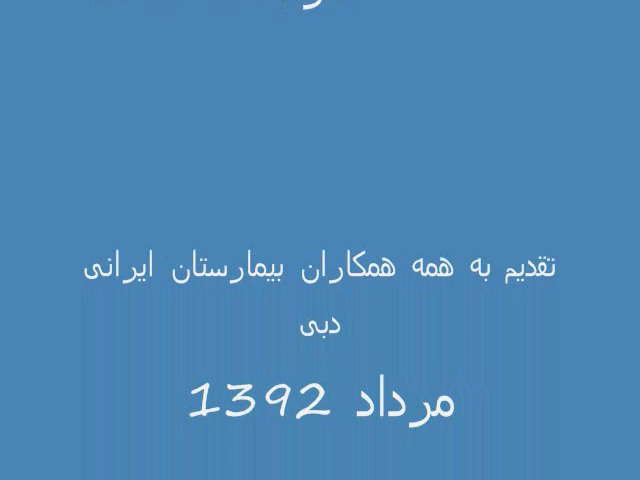 تقدیم به همه همکاران بیمارستان ایرانی
دبی
مرداد 1392